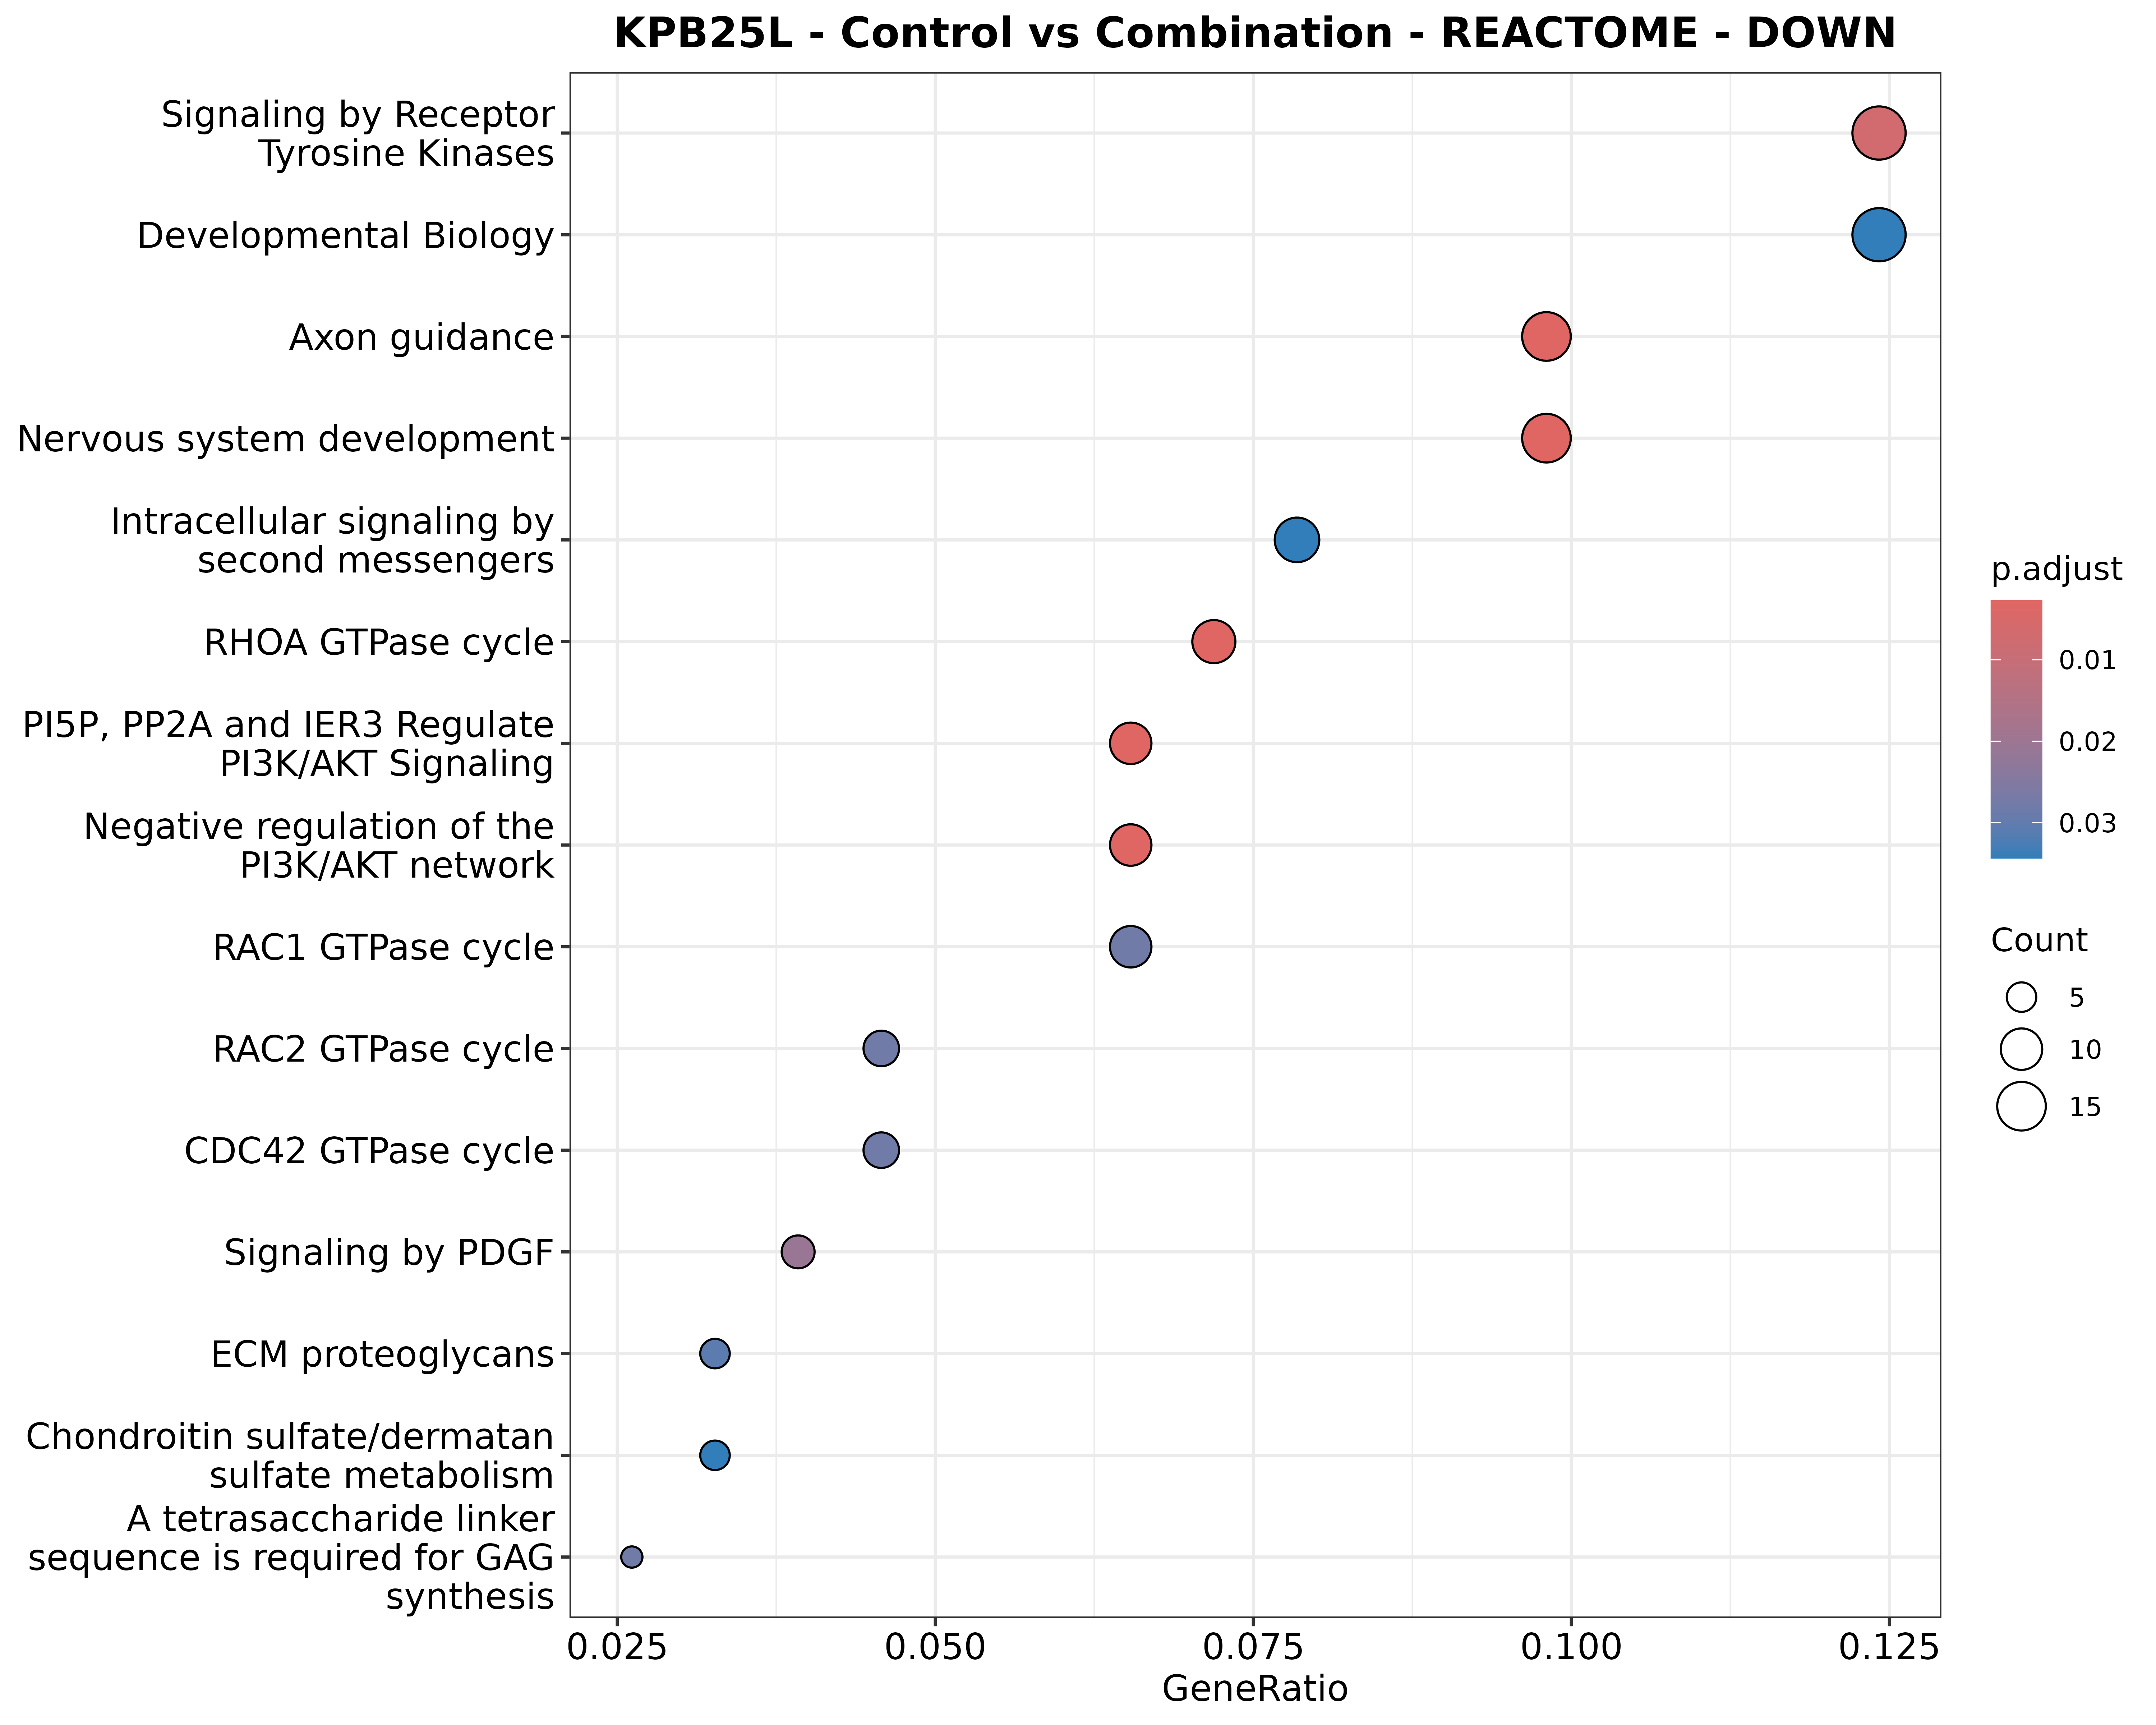 KPB25L - Control vs Combination - REACTOME - DOWN
Signaling by Receptor
Tyrosine Kinases
Developmental Biology
Axon guidance
Nervous system development
Intracellular signaling by
second messengers
RHOA GTPase cycle
PI5P, PP2A and IER3 Regulate
PI3K/AKT Signaling
Negative regulation of the
PI3K/AKT network
RAC1 GTPase cycle
RAC2 GTPase cycle
CDC42 GTPase cycle
Signaling by PDGF
ECM proteoglycans
Chondroitin sulfate/dermatan
sulfate metabolism
A tetrasaccharide linker
sequence is required for GAG
synthesis
0.025 0.050 0.075 0.100 0.125
GeneRatio
p.adjust
0.01
0.02
0.03
Count
5
10
15